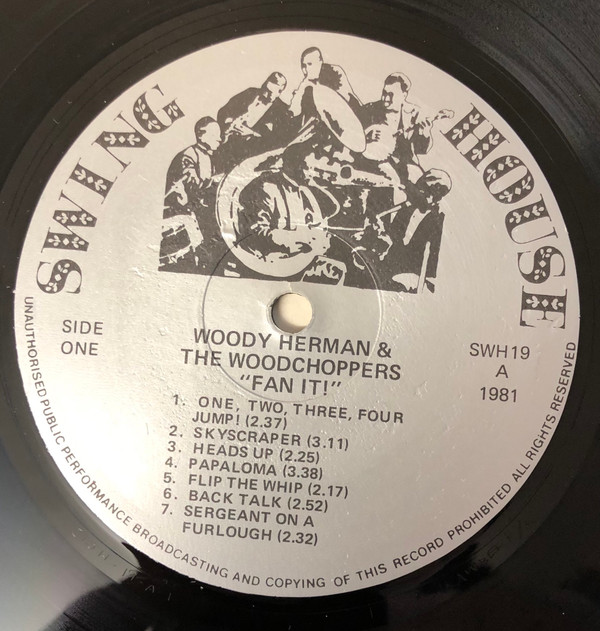 SWING HOUSE
SIDE
ONE
SWH19
A
1981
WOODY HERMAN &
THE WOODCHOPPERS
"FAN IT!"
1. ONE, TWO, THREE, FOUR
JUMP! (2.37)
2. SKYSCRAPER (3.11)
3. HEADS UP (2.25)
4. PAPALOMA (3.38)
5. FLIP THE WHIP (2.17)
6. BACK TALK (2.52)
7. SERGEANT ON A
FURLOUGH (2.32)
UNAUTHORISED PUBLIC PERFORMANCE BROADCASTING AND COPYING OF THIS RECORD PROHIBITED ALL RIGHTS RESERVED